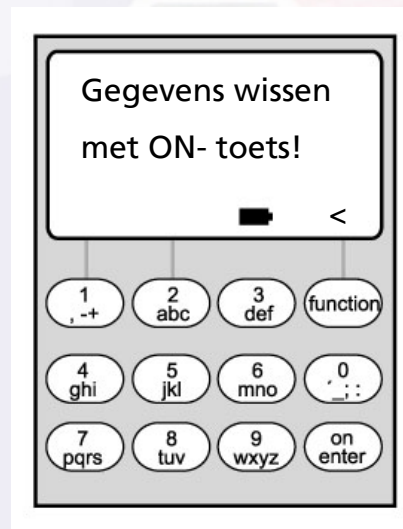 Gegevens wissen
met ON- toets!
<
1 2 3 function
, -+ abc def
4 5 6 0
ghi jkl mno ´_; :
7 8 9 on
pqrs tuv wxyz enter